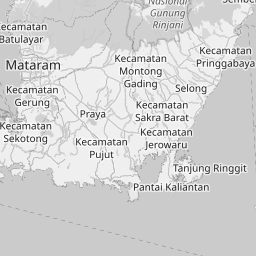 Nasional
Gunung
Rinjani
Kecamatan
Batulayar
Kecamatan
Pringgabaya
Mataram
Kecamatan
Montong
Gading
Selong
Kecamatan
Gerung
Kecamatan
Sakra Barat
Praya
Kecamatan
Sekotong
Kecamatan
Jerowaru
Kecamatan
Pujut
Tanjung Ringgit
Pantai Kaliantan